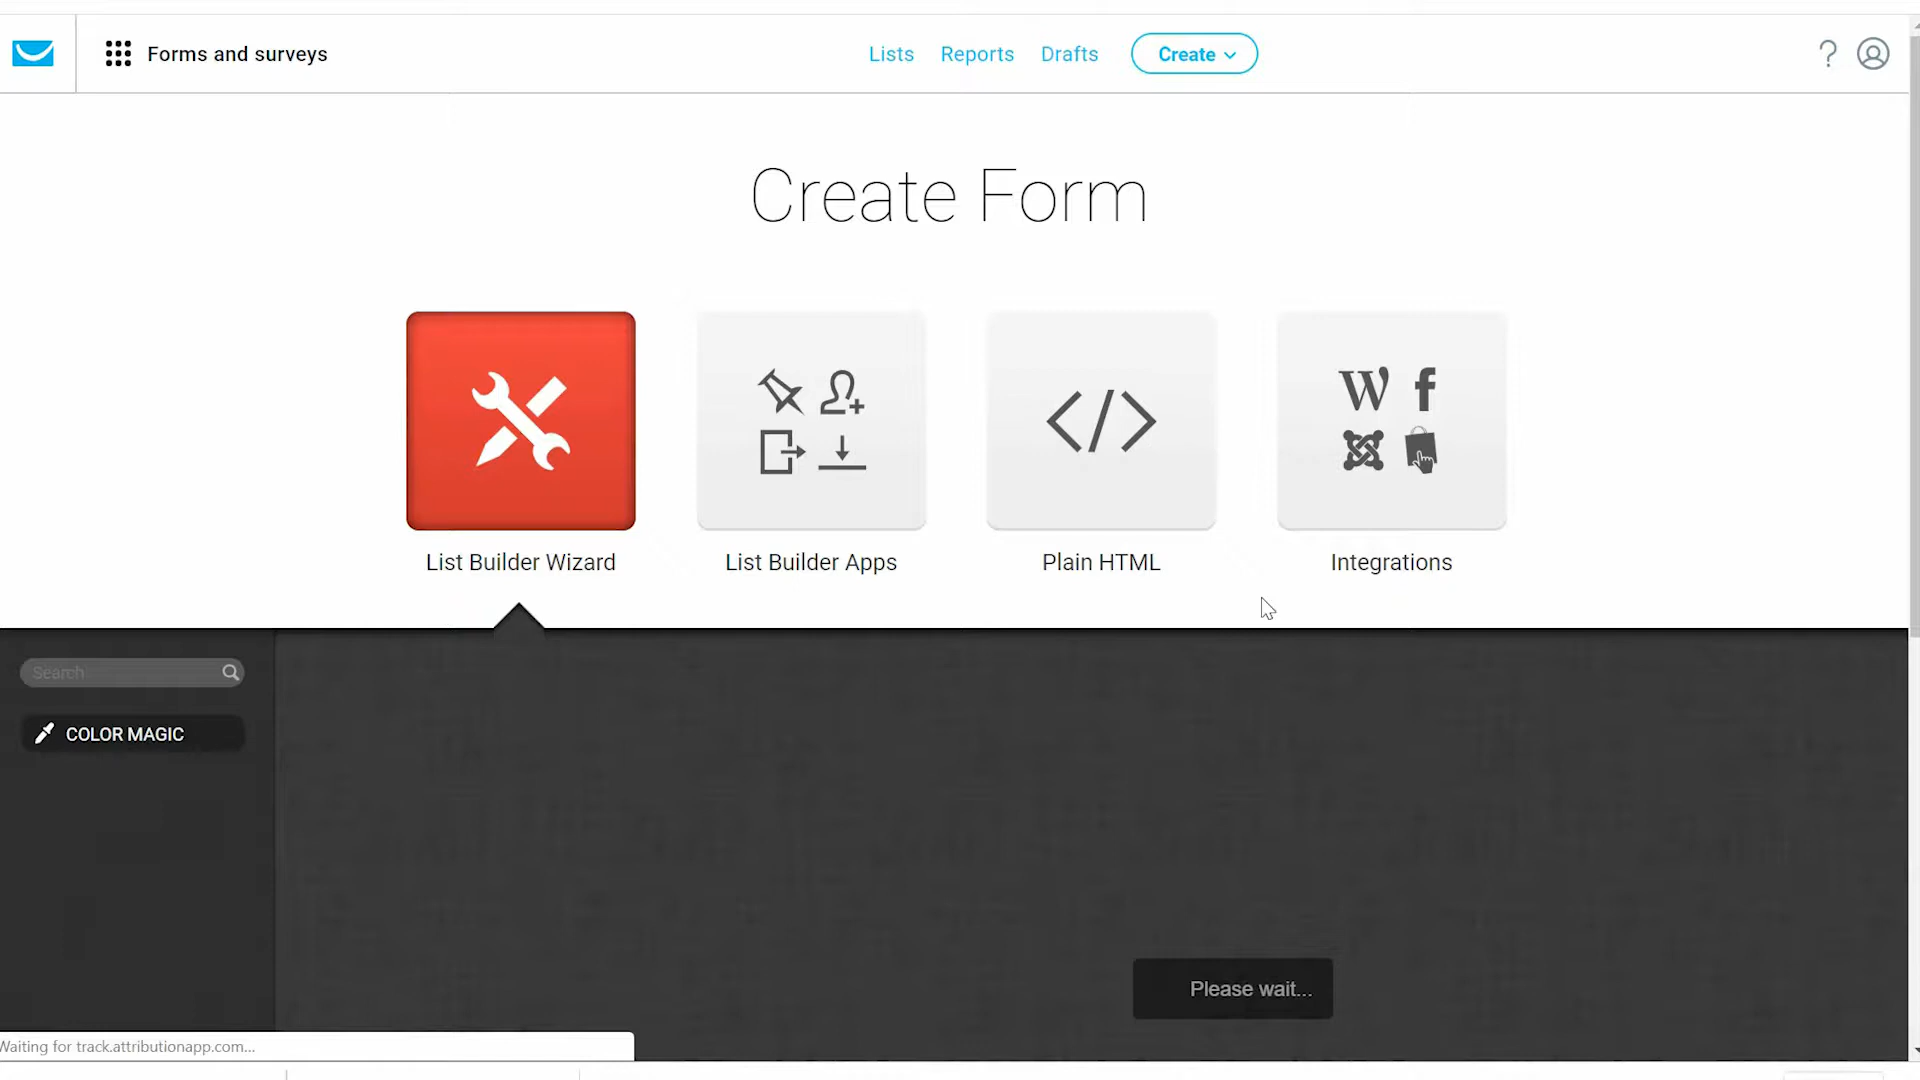 Forms and surveys
Lists Reports Drafts Create
Create Form
List Builder Wizard
List Builder Apps
Plain HTML
Integrations
Search
COLOR MAGIC
Please wait...
Waiting for track.attributionapp.com...